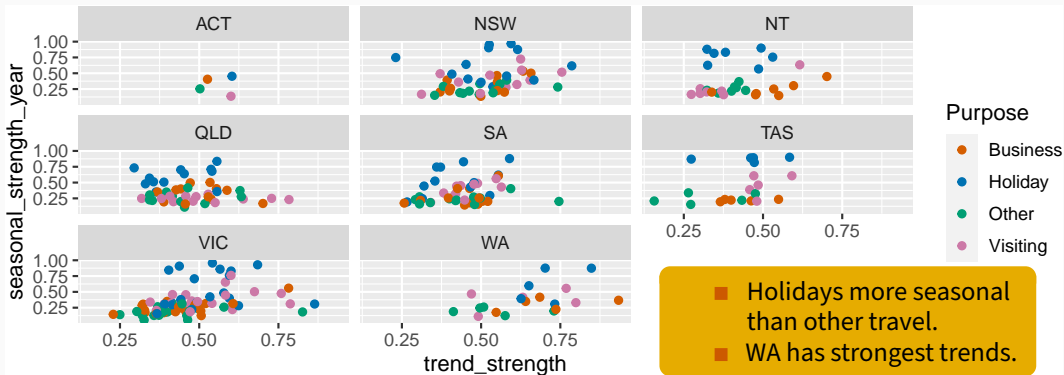 ACT
NSW
NT
1.00
0.75
0.50
0.25
QLD
SA
TAS
1.00
0.75
0.50
0.25
0.25
0.50
0.75
VIC
WA
1.00
0.75
0.50
0.25
0.25
0.50
0.75
0.25
0.50
0.75
seasonal_strength_year
trend_strength
Purpose
Business
Holiday
Other
Visiting
Holidays more seasonal
than other travel.
WA has strongest trends.